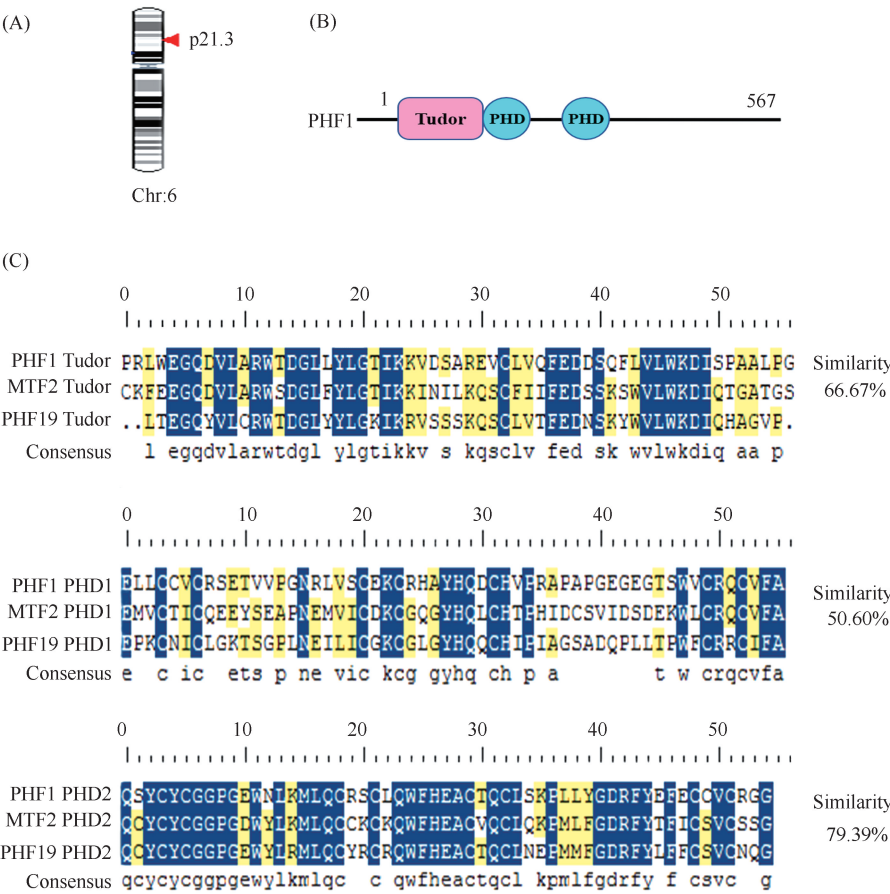 (A)
p21.3
Chr:6
(B)
1
567
PHF1
Tudor
PHD
PHD
(C)
0 10 20 30 40 50
PHF1 Tudor PRLWEGQDVLARWTDGLLYLGTIKKVDSAREVCLVQFEDDSQFLVLWKDISPAALPG
MTF2 Tudor CKFEEGQDVLARWSDGLFYLGTIKKINILKQSCFIIFEDSSKSWVLWKDIQTGATGS
PHF19 Tudor ..LTEGQYVLCRWTDGLYYLGKIKRVSSSKQSCLVTFEDNSKYWVLWKDIQHAGVP.
Consensus l egqdvlarwtdgl ylgtikkv s kqsclv fed sk wvlwkdiq aa p
Similarity
66.67%
0 10 20 30 40 50
PHF1 PHD1 ELLCCVCRSETVVPGNRLVSCEKCRHAYHQDCHVPRAPAPGEGEGTSWVCRQCVFA
MTF2 PHD1 EMVCTICQEEYSEAPNEMVICDKCGQGYHQLCHTPHIDCSVIDSDEKWLCRQCVFA
PHF19 PHD1 EPKCNICLGKTSGPLNEILICGKCGLGYHQQCHIPIAGSADQPLLTPWFCRRCIFA
Consensus e c ic ets p ne vic kcg gyhq ch p a t w crqcvfa
Similarity
50.60%
0 10 20 30 40 50
PHF1 PHD2 QSYCYCGGPGEWNLKMLQCRSCLQWFHEACTQCLSKPLLYGDRFYEFECCVCRGG
MTF2 PHD2 QCYCYCGGPGDWYLKMLQCCKCKQWFHEACVQCLQKPMLFGDRFYTFICSVCSSG
PHF19 PHD2 QCYCYCGGPGEWYLRMLQCYRCRQWFHEACTQCLNEPMMFGDRFYLFFCSVCNQG
Consensus qcycycggpgewylkmlqc c qwfheactqcl kpmlfgdrfy f csvc g
Similarity
79.39%